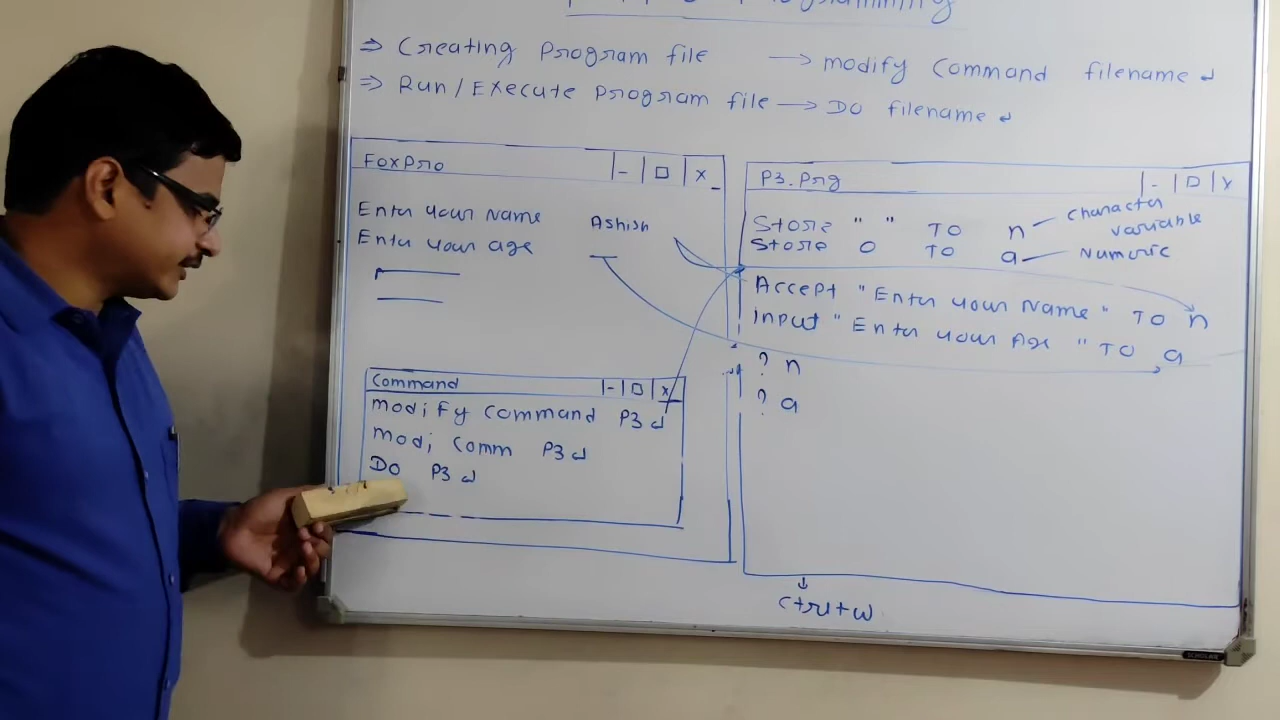 ⇒ Creating Program file → modify Command filename ↲
⇒ Run/Execute Program file → DO filename ↲
FoxPro |-|□|x
Enter your Name Ashish
Enter your age
Command |-|□|x
modify Command P3 ↲
Modi Comm P3 ↲
DO P3 ↲
P3.Prg |-|□|x
Store " " TO n — Character variable
Store 0 TO a — Numeric
Accept "Enter your Name" TO n
input "Enter your Age " TO a
? n
? a
↓
Ctrl+w
SCHOLAR